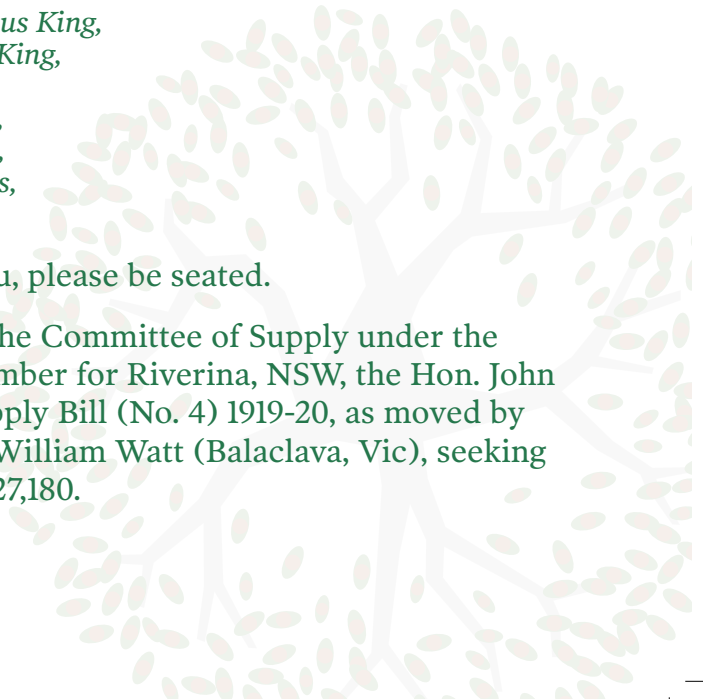 us King,
King,
,
,
s,
u, please be seated.
he Committee of Supply under the
mber for Riverina, NSW, the Hon. John
ply Bill (No. 4) 1919-20, as moved by
William Watt (Balaclava, Vic), seeking
27,180.